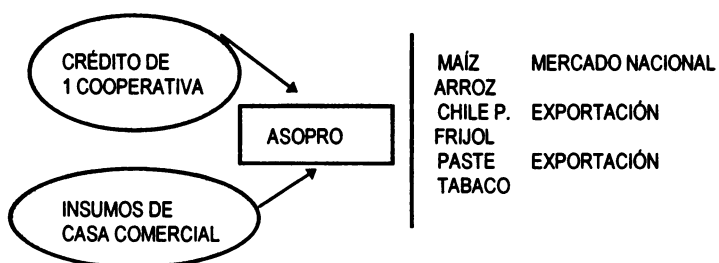 CRÉDITO DE
1 COOPERATIVA
ASOPRO
INSUMOS DE
CASA COMERCIAL
MAÍZ MERCADO NACIONAL
ARROZ
CHILE P. EXPORTACIÓN
FRIJOL
PASTE EXPORTACIÓN
TABACO